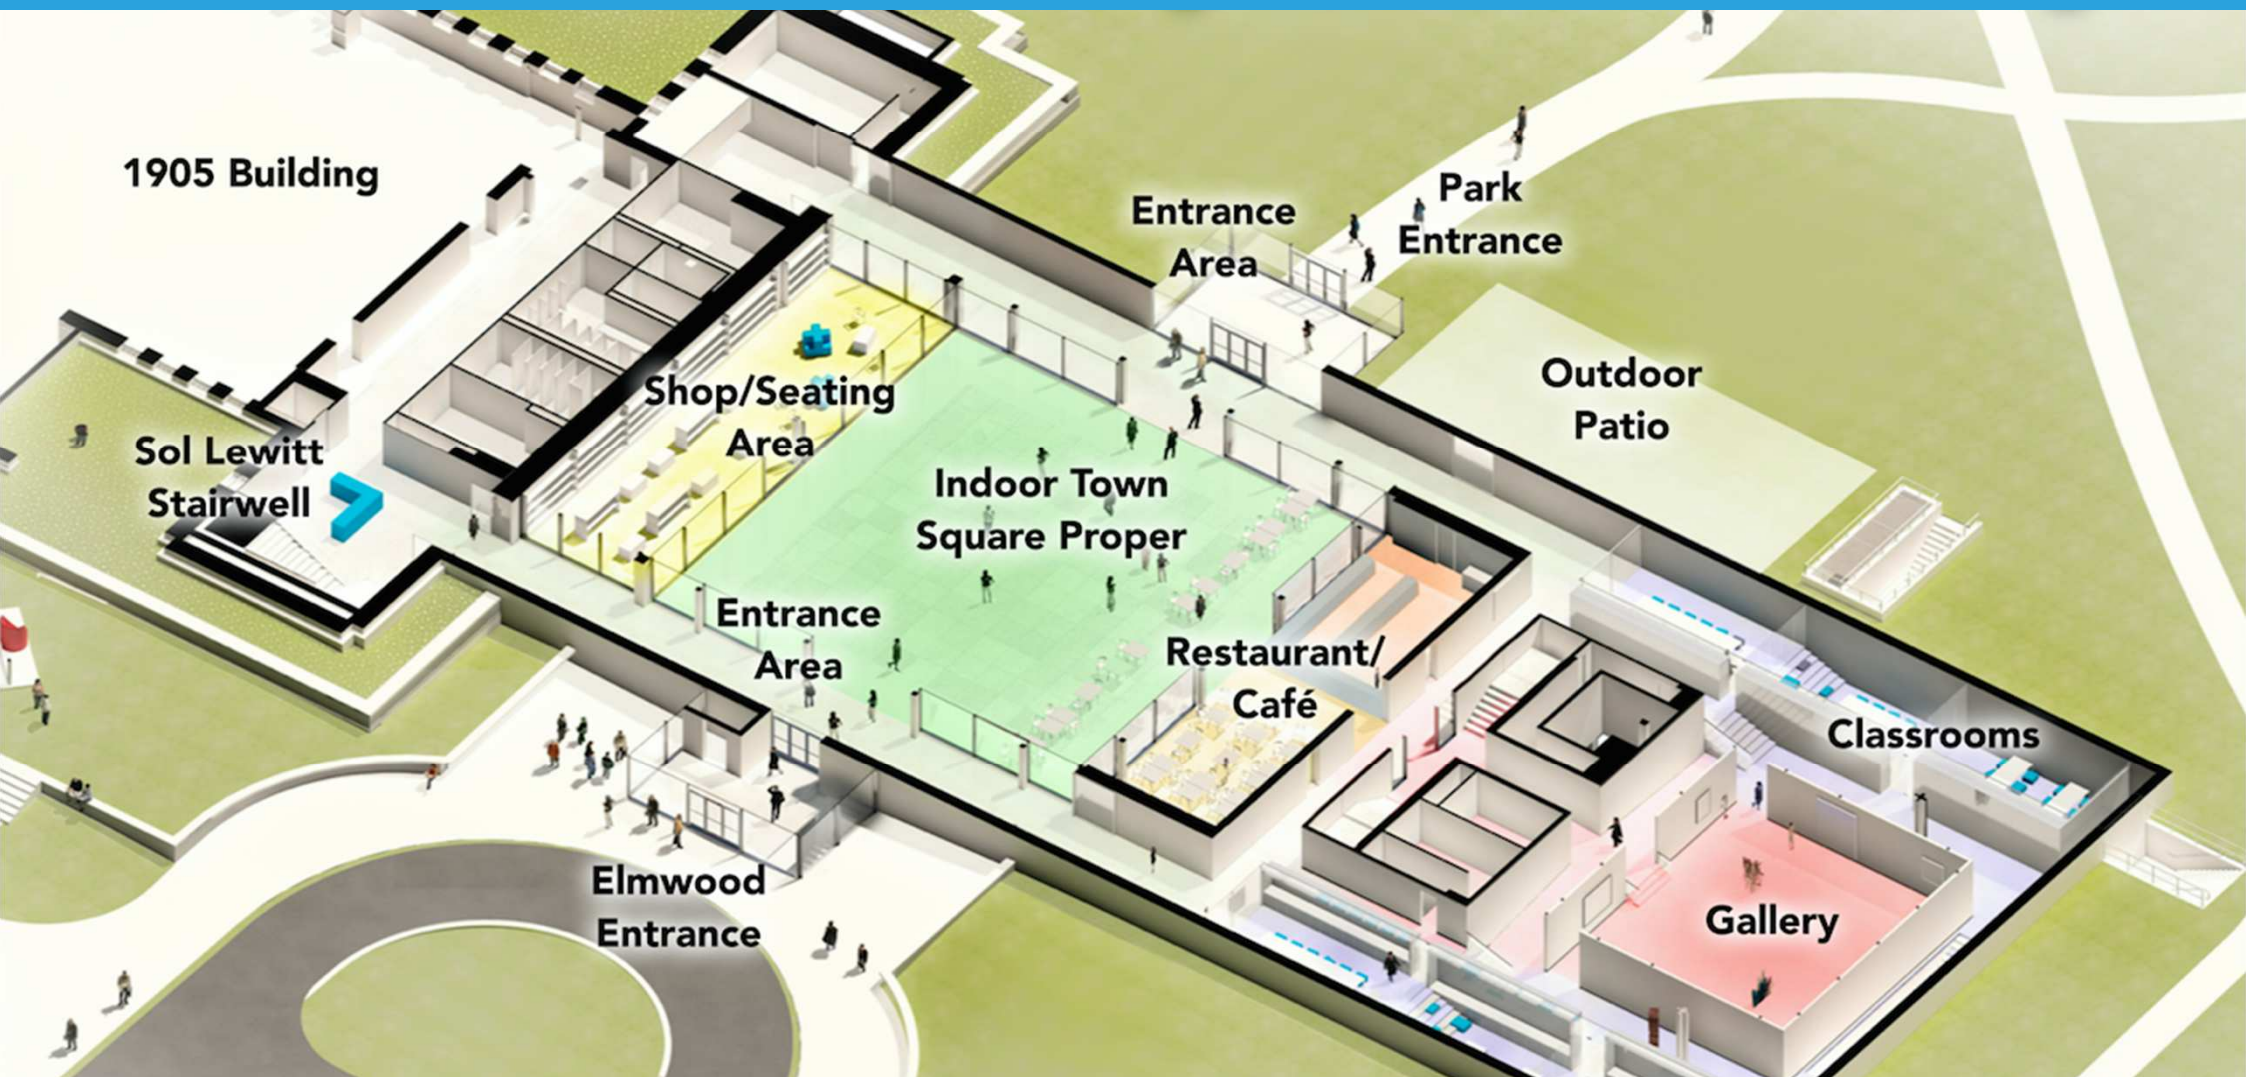 1905 Building
Entrance
Area
Park
Entrance
Shop/Seating
Area
Outdoor
Patio
Sol Lewitt
Stairwell
Indoor Town
Square Proper
Entrance
Area
Restaurant/
Café
Classrooms
Elmwood
Entrance
Gallery